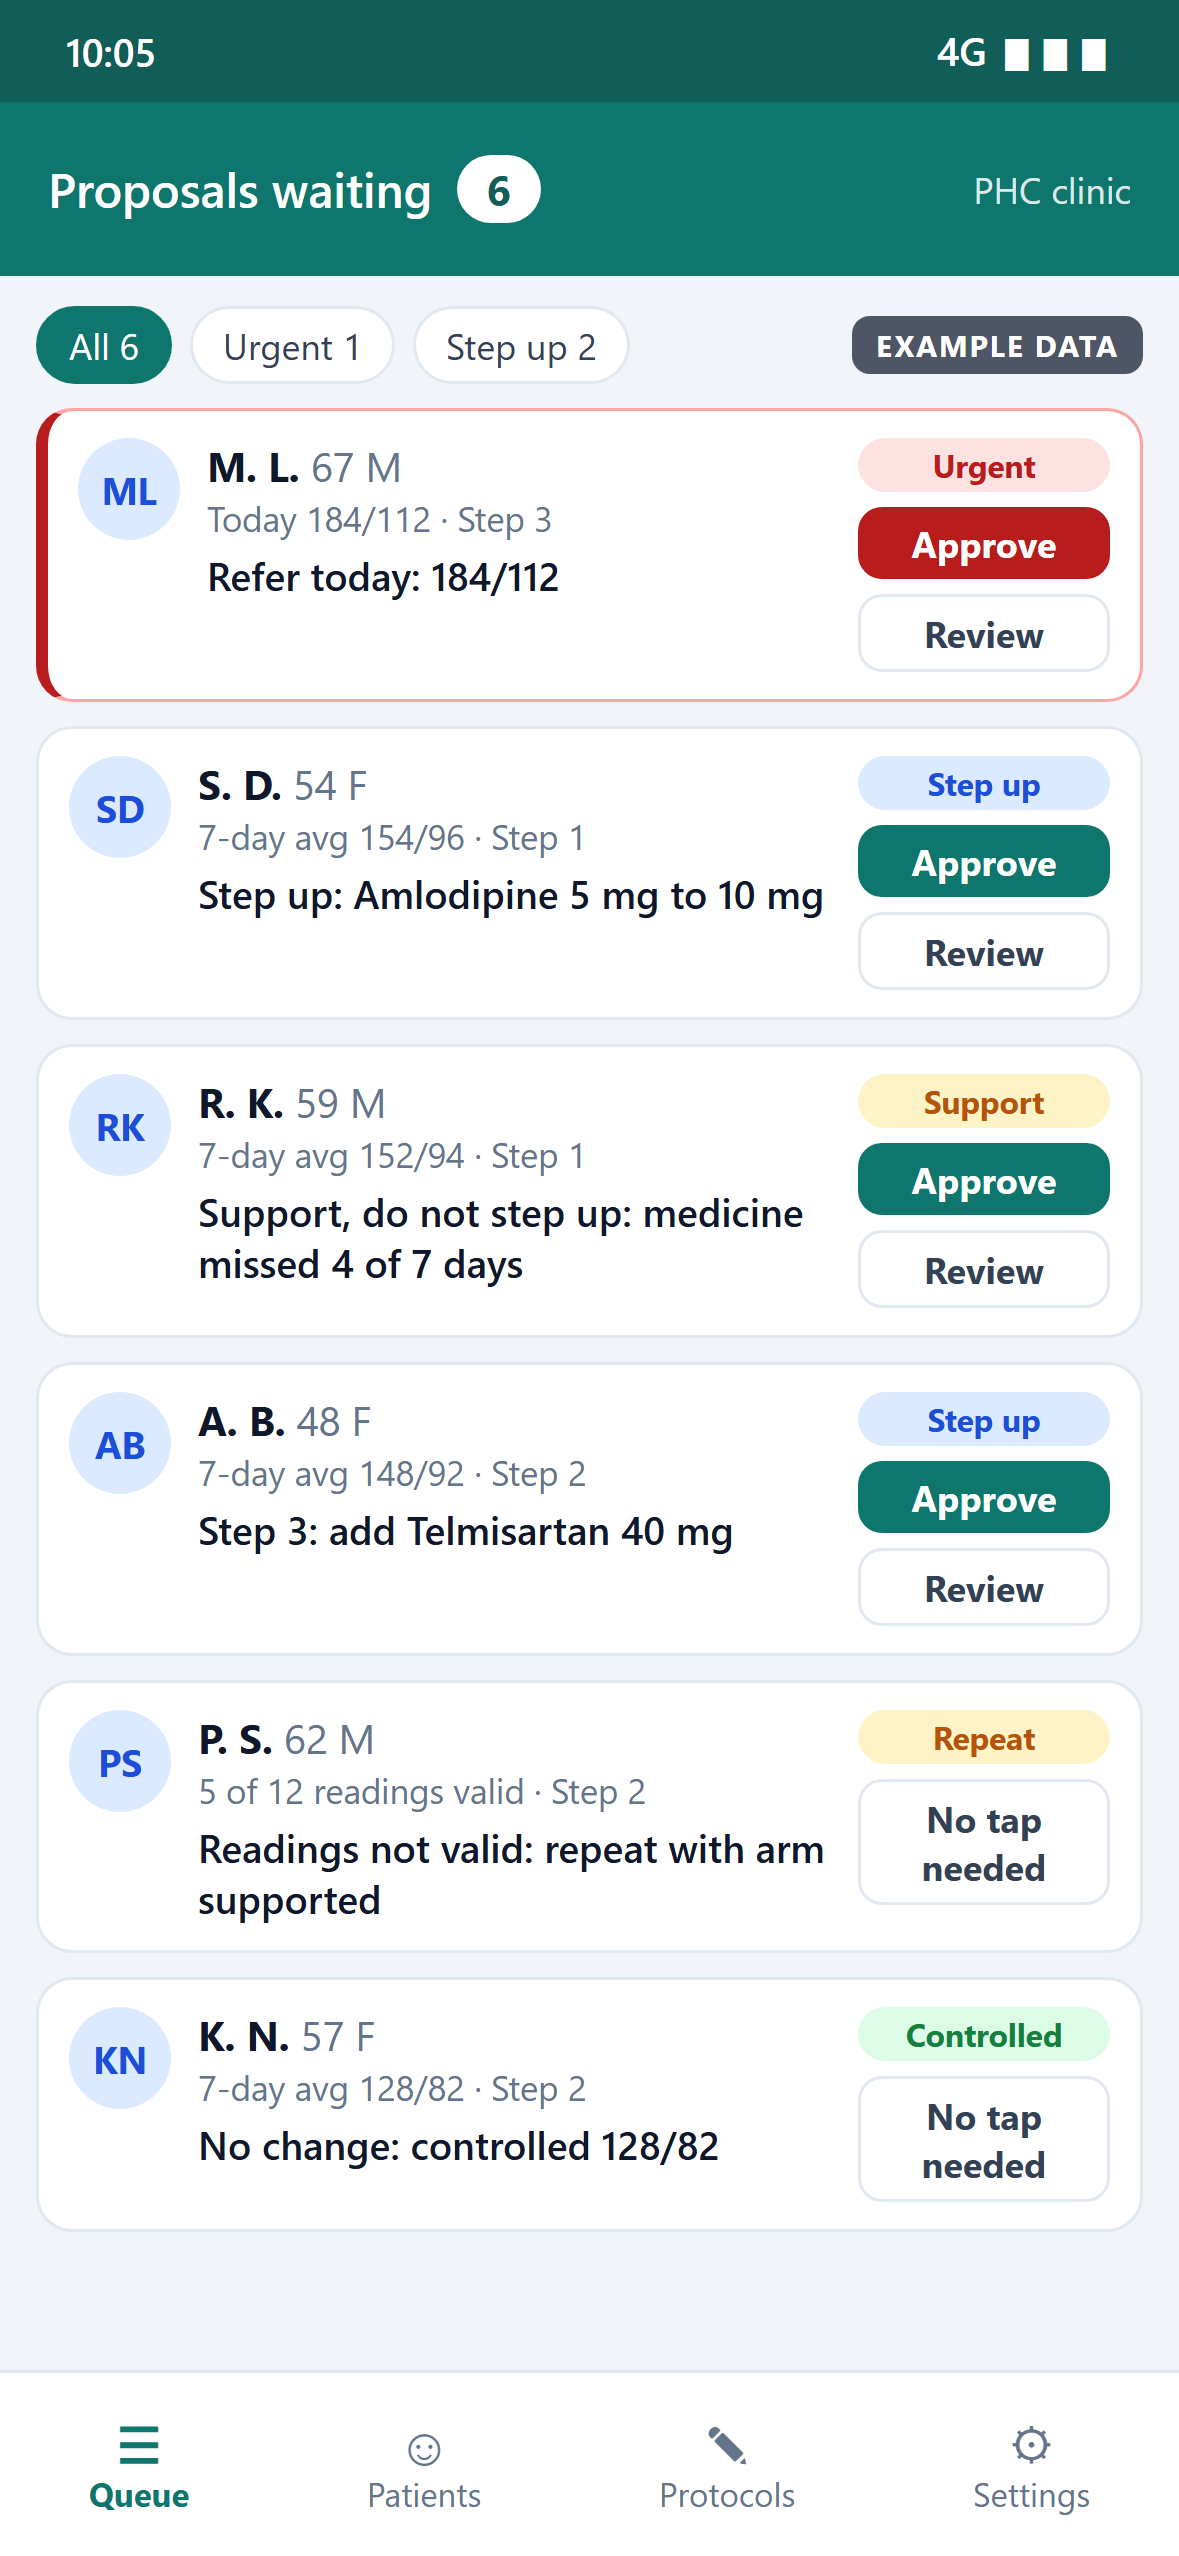 10:05
4G
Proposals waiting 6
PHC clinic
All 6
Urgent 1
Step up 2
EXAMPLE DATA
ML
M. L. 67 M
Today 184/112 · Step 3
Refer today: 184/112
Urgent
Approve
Review
SD
S. D. 54 F
7-day avg 154/96 · Step 1
Step up: Amlodipine 5 mg to 10 mg
Step up
Approve
Review
RK
R. K. 59 M
7-day avg 152/94 · Step 1
Support, do not step up: medicine
missed 4 of 7 days
Support
Approve
Review
AB
A. B. 48 F
7-day avg 148/92 · Step 2
Step 3: add Telmisartan 40 mg
Step up
Approve
Review
PS
P. S. 62 M
5 of 12 readings valid · Step 2
Readings not valid: repeat with arm
supported
Repeat
No tap
needed
KN
K. N. 57 F
7-day avg 128/82 · Step 2
No change: controlled 128/82
Controlled
No tap
needed
Queue
Patients
Protocols
Settings